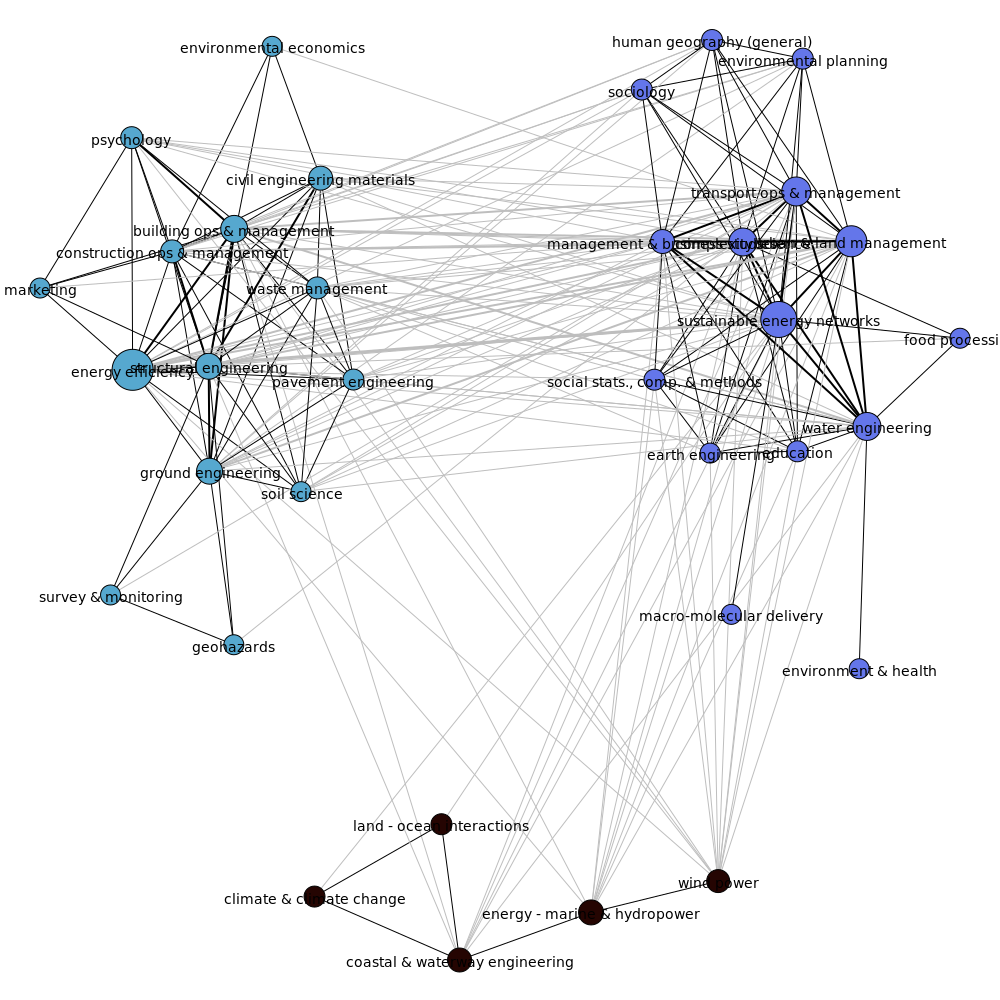 human geography (general)
environmental economics
environmental planning
sociology
psychology
civil engineering materials
transport ops & management
building ops & management
management & business
complexity
& land management
construction ops & management
marketing
waste management
sustainable energy networks
food processi
energy efficiency
structural engineering
pavement engineering
social stats., comp. & methods
water engineering
earth engineering
education
ground engineering
soil science
survey & monitoring
macro-molecular delivery
geohazards
environment & health
land - ocean interactions
climate & climate change
wind power
energy - marine & hydropower
coastal & waterway engineering